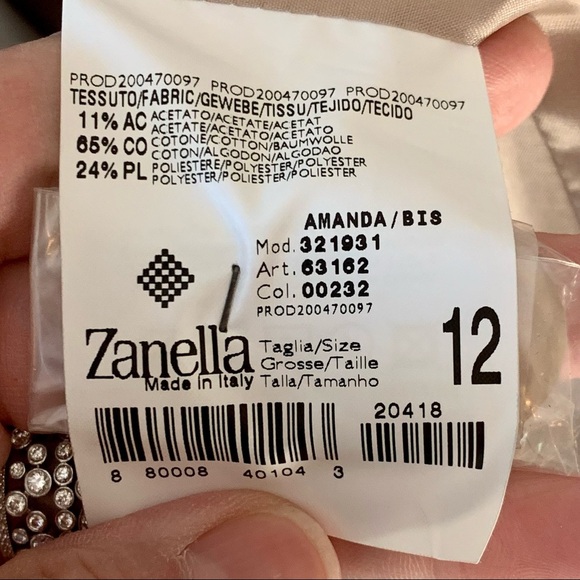 PROD200470097 PROD200470097 PROD200470097
TESSUTO/FABRIC/GEWEBE/TISSU/TEJIDO/TECIDO
11% AC ACETATO/ACETATE/ACETAT
ACETATE/ACETATO/ACETATO
65% CO COTONE/COTTON/BAUMWOLLE
COTON/ALGODON/ALGODAO
24% PL POLIESTERE/POLYESTER/POLYESTER
POLYESTER/POLIESTER/POLIESTER
AMANDA/BIS
Mod. 321931
Art. 63162
Col. 00232
PROD200470097
Zanella
Made in Italy
Taglia/Size
Grosse/Taille
Talla/Tamanho
12
20418
8 80008 40104 3